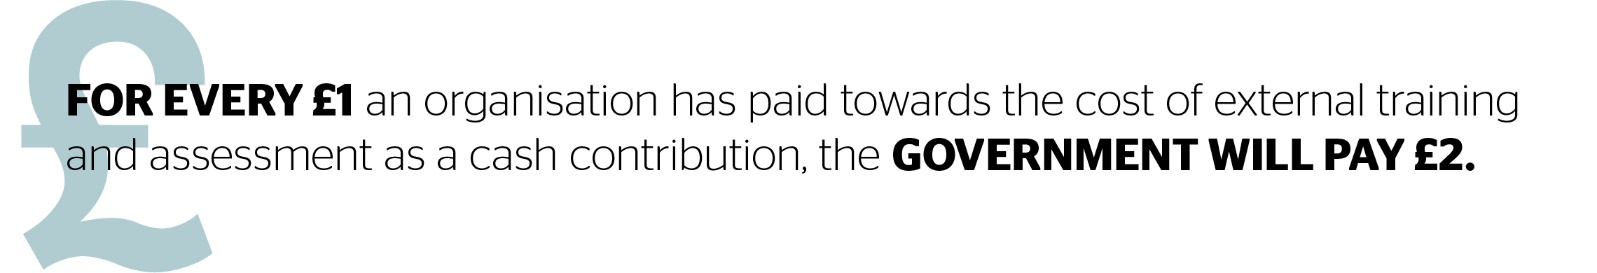 £
FOR EVERY £1 an organisation has paid towards the cost of external training
and assessment as a cash contribution, the GOVERNMENT WILL PAY £2.